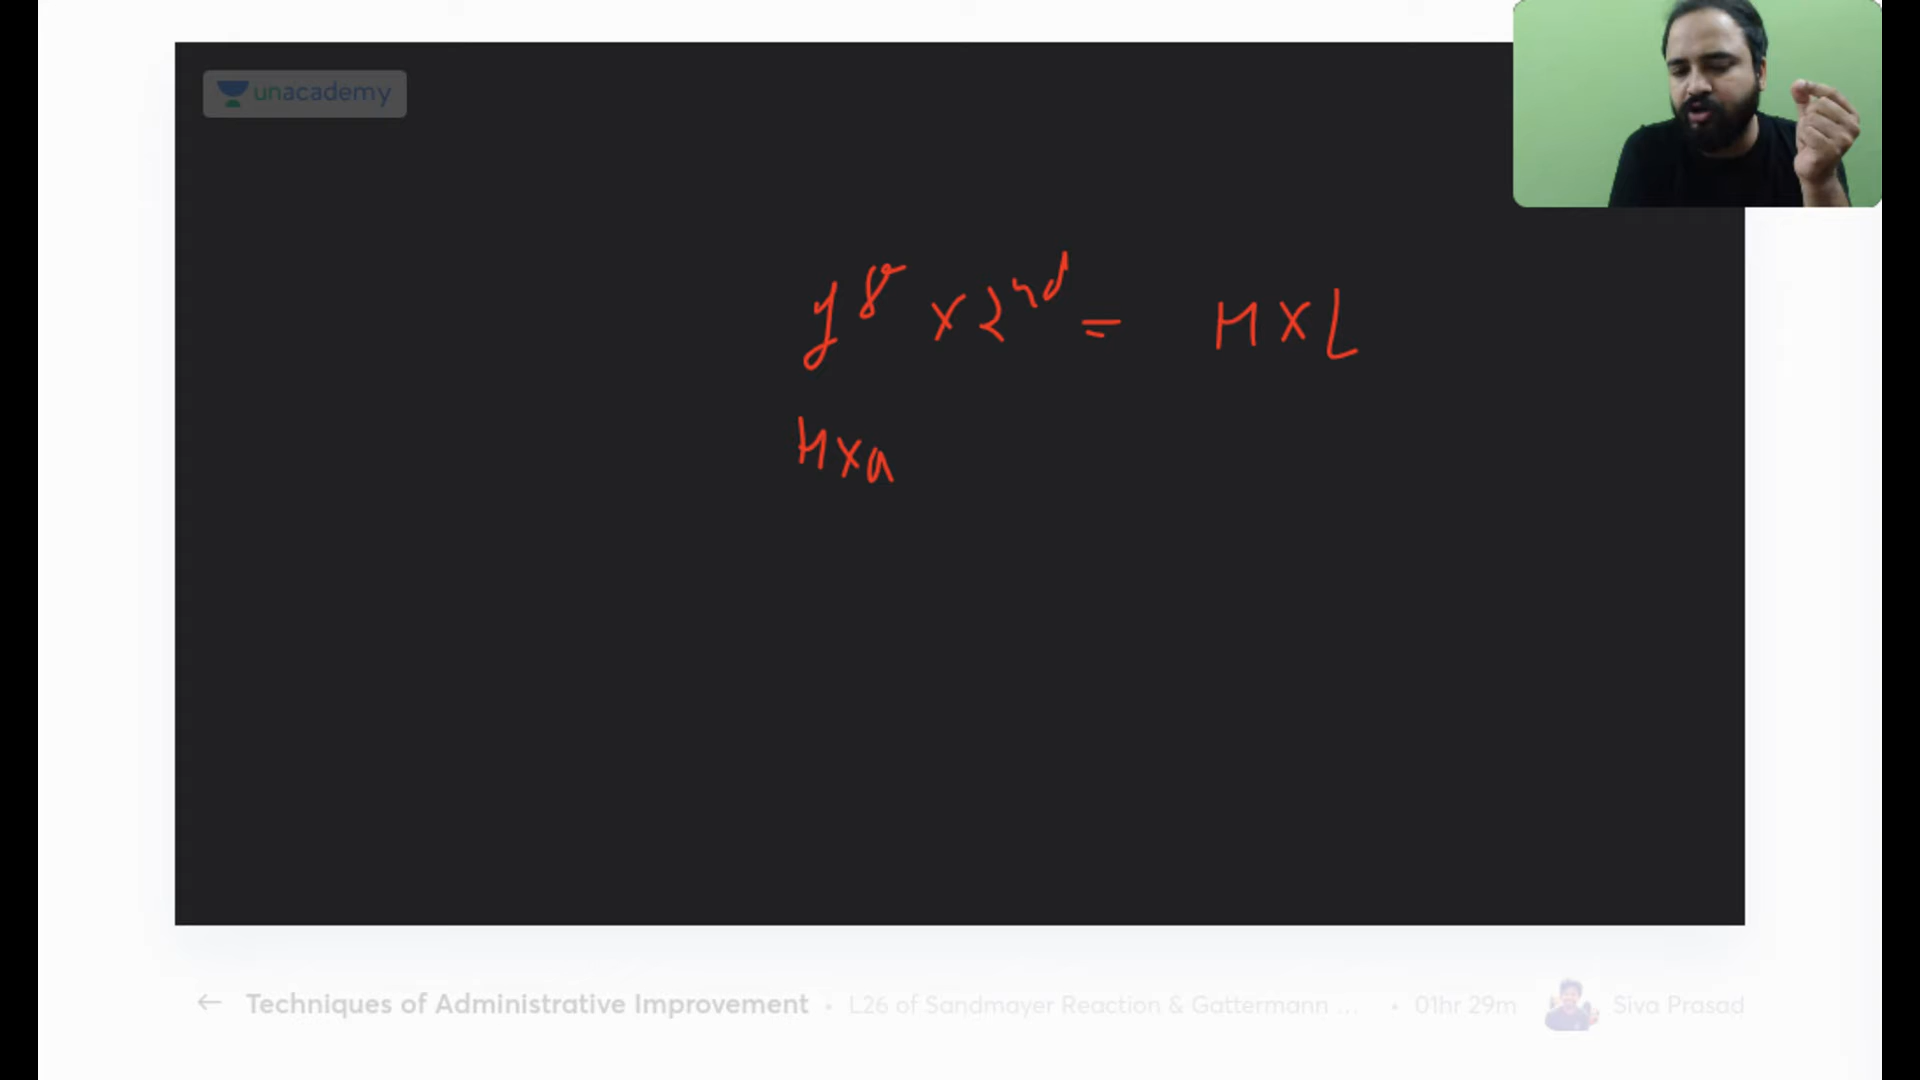 unacademy
y^8 x 2nd = M X L
M X a
Techniques of Administrative Improvement • L26 of Sandmayer Reaction & Gattermann ... • 01hr 29m Siva Prasad